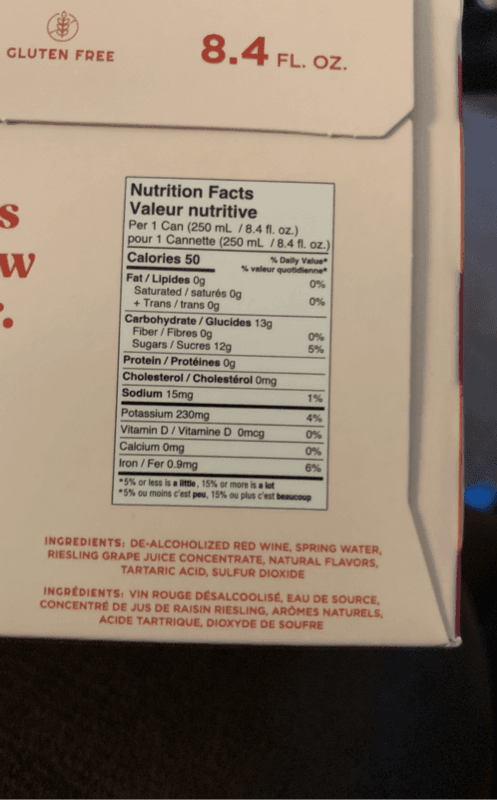 GLUTEN FREE
8.4 FL. OZ.
s
w
.
Nutrition Facts
Valeur nutritive
Per 1 Can (250 mL / 8.4 fl. oz.)
pour 1 Cannette (250 mL / 8.4 fl. oz.)
Calories 50
% Daily Value*
% valeur quotidienne*
Fat / Lipides 0g 0%
Saturated / saturés 0g
+ Trans / trans 0g 0%
Carbohydrate / Glucides 13g
Fiber / Fibres 0g 0%
Sugars / Sucres 12g 5%
Protein / Protéines 0g
Cholesterol / Cholestérol 0mg
Sodium 15mg 1%
Potassium 230mg 4%
Vitamin D / Vitamine D 0mcg 0%
Calcium 0mg 0%
Iron / Fer 0.9mg 6%
*5% or less is a little, 15% or more is a lot
*5% ou moins c'est peu, 15% ou plus c'est beaucoup
INGREDIENTS: DE-ALCOHOLIZED RED WINE, SPRING WATER,
RIESLING GRAPE JUICE CONCENTRATE, NATURAL FLAVORS,
TARTARIC ACID, SULFUR DIOXIDE
INGRÉDIENTS: VIN ROUGE DÉSALCOOLISÉ, EAU DE SOURCE,
CONCENTRÉ DE JUS DE RAISIN RIESLING, ARÔMES NATURELS,
ACIDE TARTRIQUE, DIOXYDE DE SOUFRE